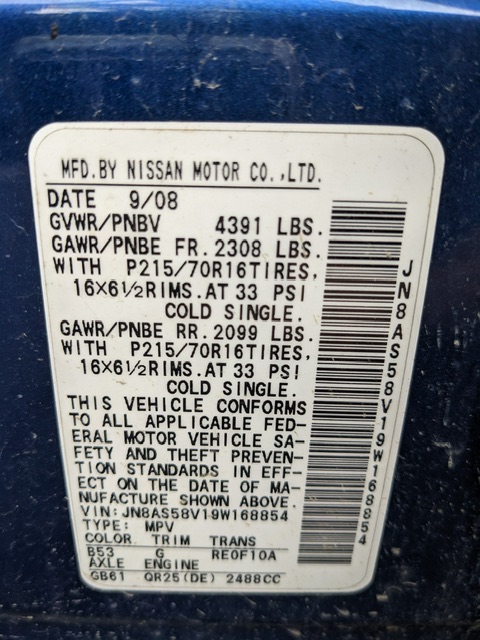 MFD.BY NISSAN MOTOR CO.,LTD.
DATE 9/08
GVWR/PNBV 4391 LBS.
GAWR/PNBE FR. 2308 LBS.
WITH P215/70R16TIRES,
16×6½RIMS.AT 33 PSI
COLD SINGLE.
GAWR/PNBE RR. 2099 LBS.
WITH P215/70R16TIRES,
16×6½RIMS.AT 33 PSI
COLD SINGLE.
THIS VEHICLE CONFORMS
TO ALL APPLICABLE FED-
ERAL MOTOR VEHICLE SA-
FETY AND THEFT PREVEN-
TION STANDARDS IN EFF-
ECT ON THE DATE OF MA-
NUFACTURE SHOWN ABOVE.
VIN: JN8AS58V19W168854
TYPE: MPV
COLOR TRIM TRANS
B53 G RE0F10A
AXLE ENGINE
GB61 QR25(DE) 2488CC
JN8AS58V19W168854